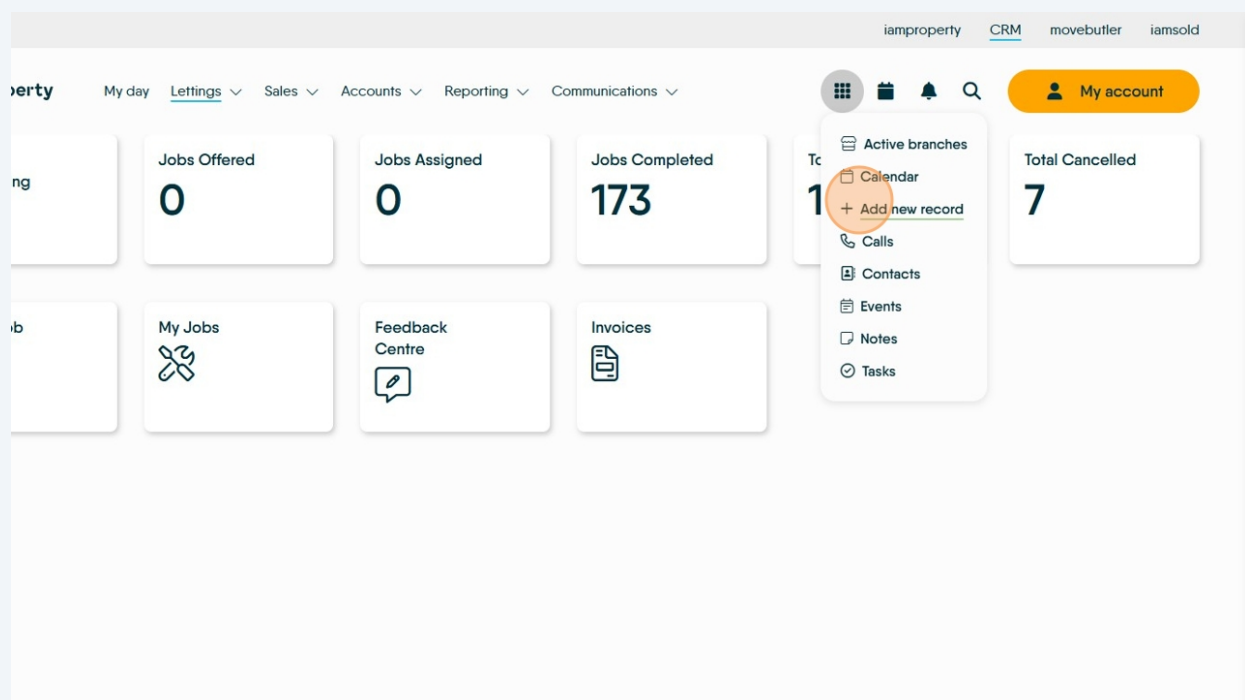 iamproperty CRM movebutler iamsold
My day Lettings Sales Accounts Reporting Communications
My account
Jobs Offered
0
Jobs Assigned
0
Jobs Completed
173
Total Cancelled
7
Active branches
Calendar
Add new record
Calls
Contacts
Events
Notes
Tasks
My Jobs
Feedback
Centre
Invoices